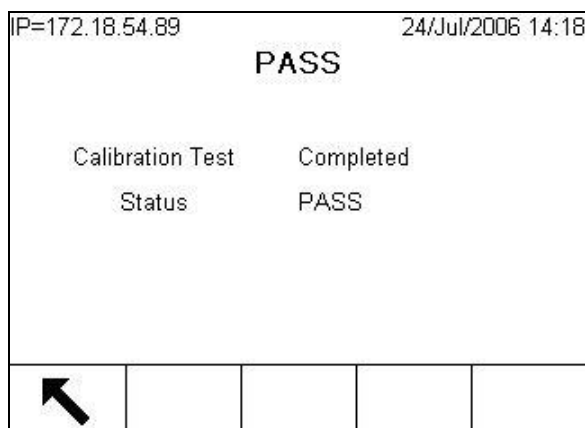 IP=172.18.54.89 24/Jul/2006 14:18
PASS
Calibration Test Completed
Status PASS